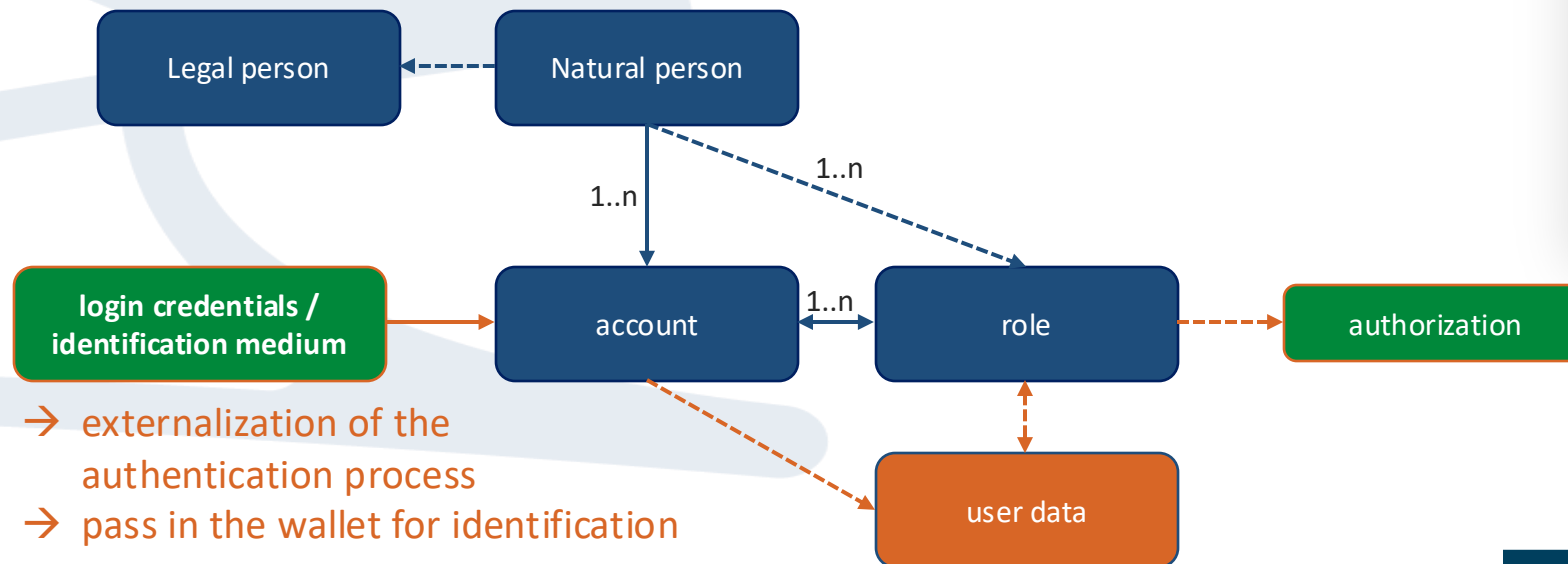 Legal person
Natural person
1..n
1..n
login credentials /
identification medium
account
1..n
role
authorization
→ externalization of the
authentication process
→ pass in the wallet for identification
user data